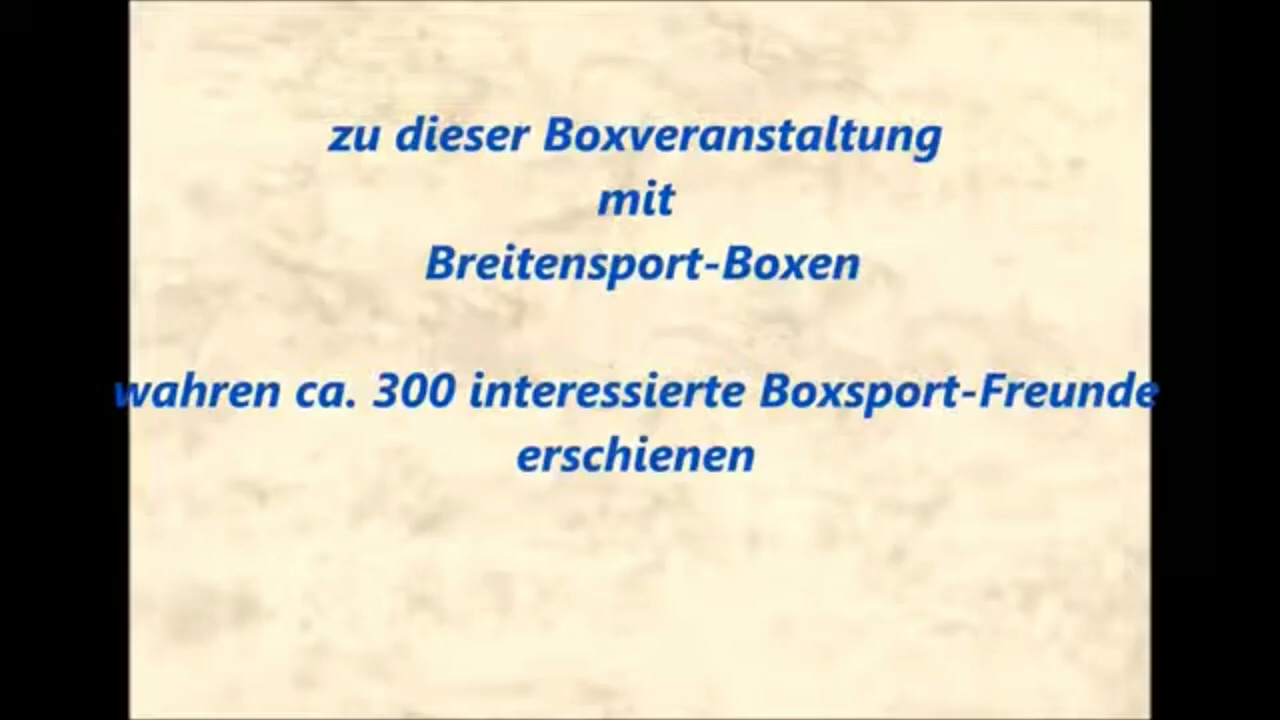 zu dieser Boxveranstaltung
mit
Breitensport-Boxen
wahren ca. 300 interessierte Boxsport-Freunde
erschienen